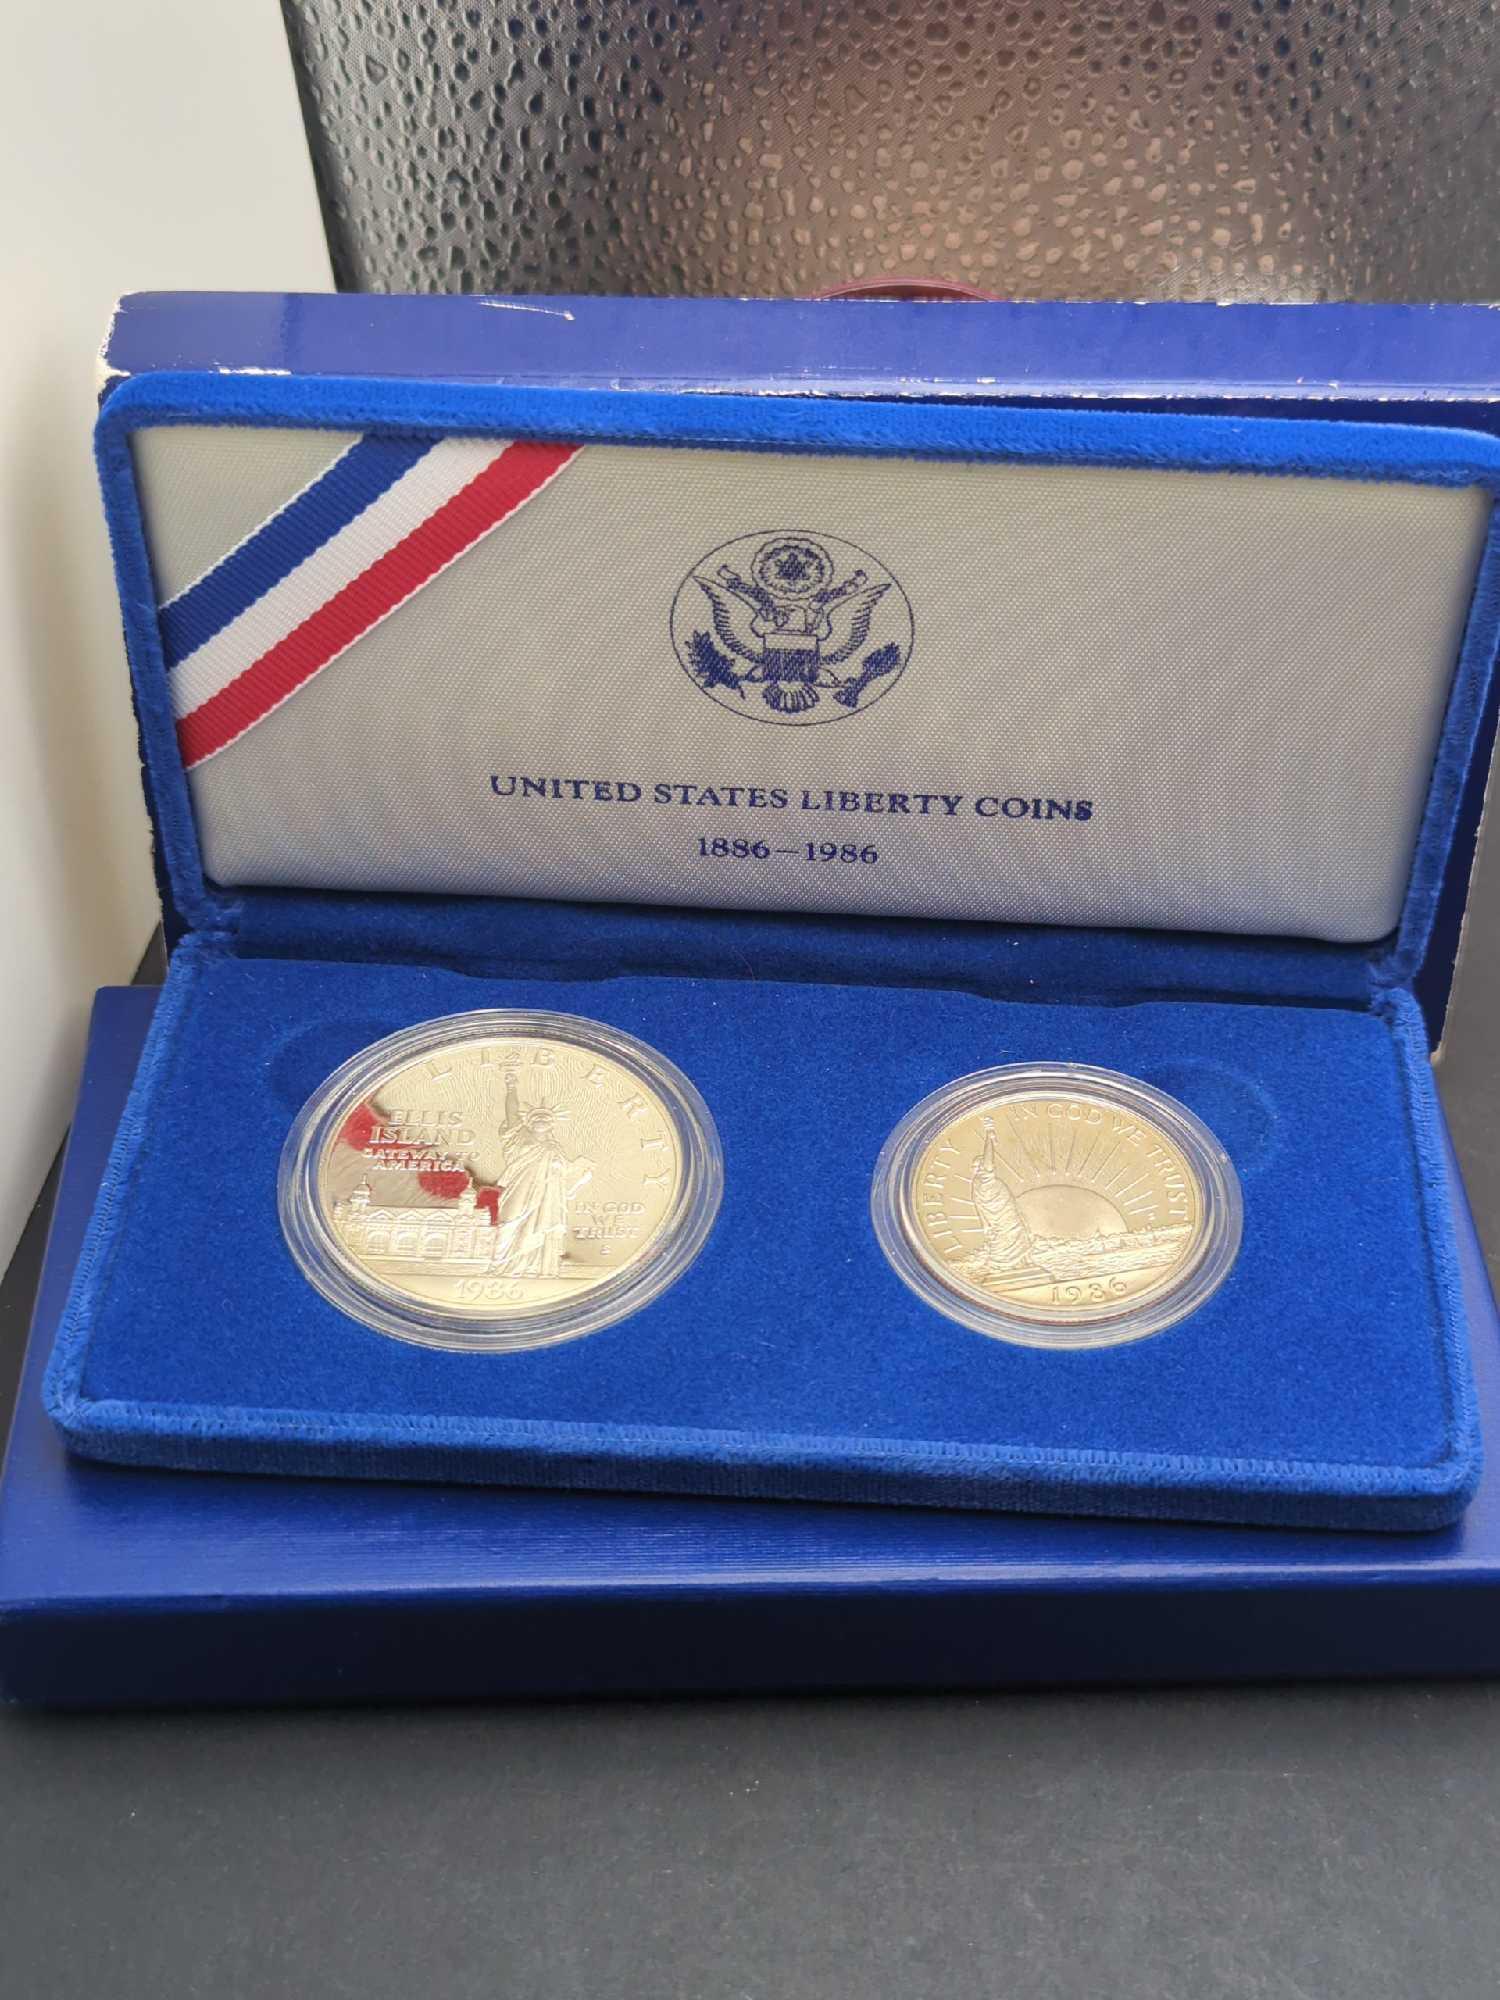 UNITED STATES LIBERTY COINS
1886–1986
LIBERTY
ELLIS
ISLAND
GATEWAY TO
AMERICA
IN GOD
WE
TRUST
S
1986
LIBERTY
IN GOD WE TRUST
1986